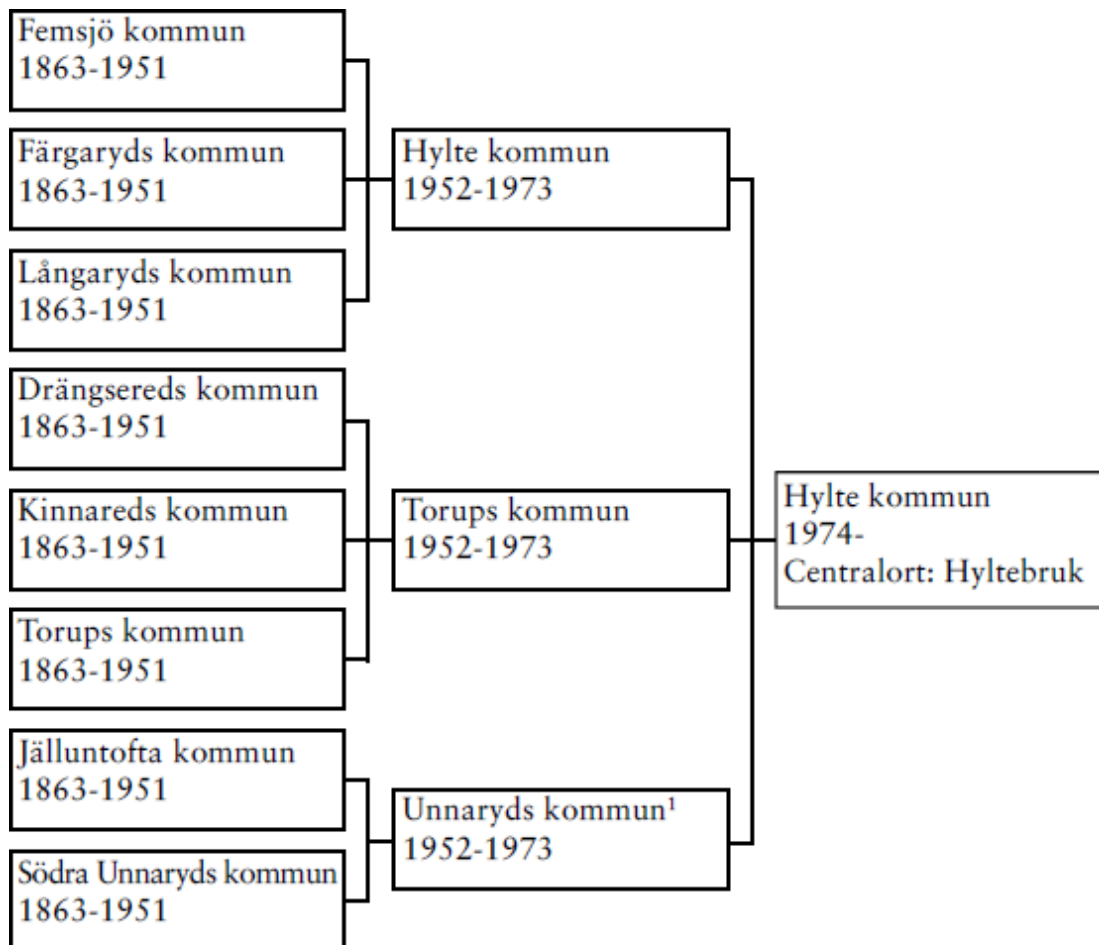 Femsjö kommun
1863-1951
Färgaryds kommun
1863-1951
Långaryds kommun
1863-1951
Drängsereds kommun
1863-1951
Kinnareds kommun
1863-1951
Torups kommun
1863-1951
Jälluntofta kommun
1863-1951
Södra Unnaryds kommun
1863-1951
Hylte kommun
1952-1973
Torups kommun
1952-1973
Unnaryds kommun¹
1952-1973
Hylte kommun
1974-
Centralort: Hyltebruk